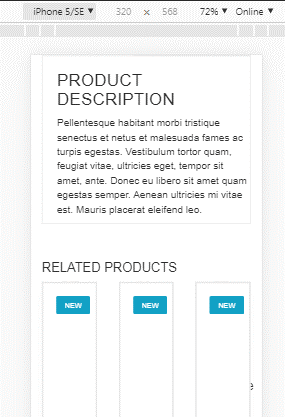 iPhone 5/SE ▼ 320 × 568 72% ▼ Online ▼
PRODUCT
DESCRIPTION
Pellentesque habitant morbi tristique
senectus et netus et malesuada fames ac
turpis egestas. Vestibulum tortor quam,
feugiat vitae, ultricies eget, tempor sit
amet, ante. Donec eu libero sit amet quam
egestas semper. Aenean ultricies mi vitae
est. Mauris placerat eleifend leo.
RELATED PRODUCTS
NEW NEW NEW
e